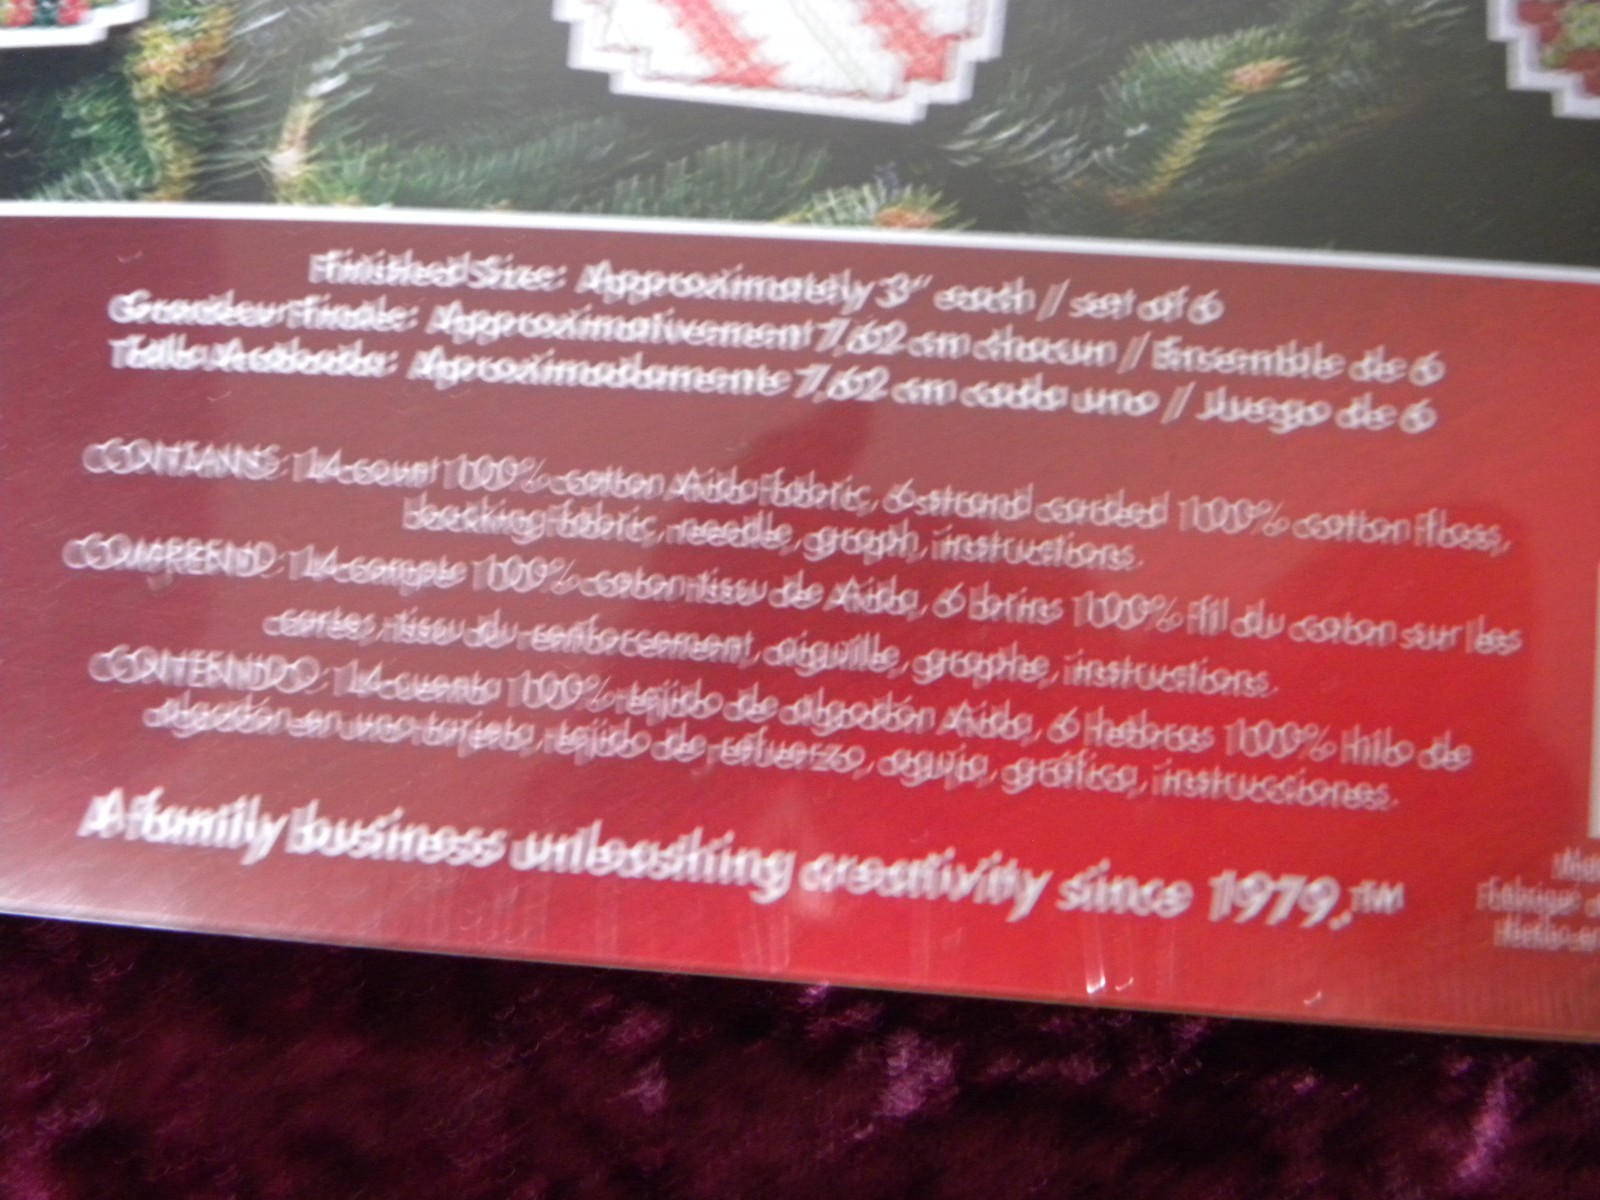 Finished Size: Approximately 3" each / set of 6
Grandeur Finale: Approximativement 7,62 cm chacun / Ensemble de 6
Talla Acabada: Aproximadamente 7,62 cm cada uno / Juego de 6
CONTAINS: 14-count 100% cotton Aida fabric, 6-strand carded 100% cotton floss,
backing fabric, needle, graph, instructions.
COMPREND: 14-compte 100% coton tissu de Aida, 6 brins 100% fil du coton sur les
cartes, tissu du renforcement, aiguille, graphe, instructions.
CONTENIDO: 14-cuenta 100% tejido de algodón Aida, 6 hebras 100% hilo de
algodón en una tarjeta, tejido de refuerzo, aguja, gráfica, instrucciones.
A family business unleashing creativity since 1979.™
Fabriqué
Hecho en